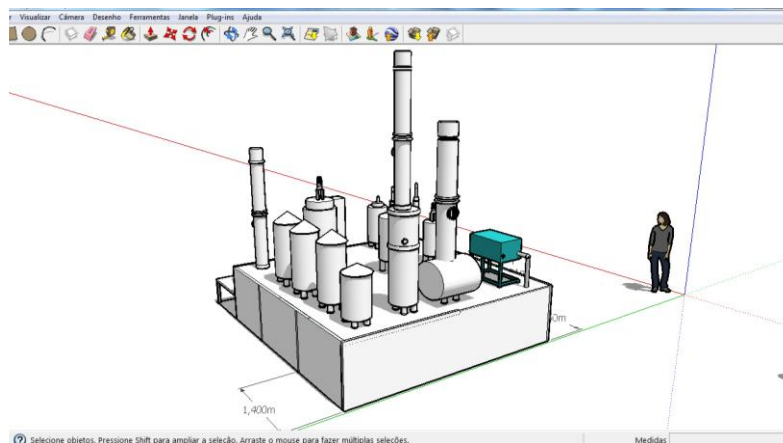 Visualizar Câmera Desenho Ferramentas Janela Plug-ins Ajuda
1,400m
Selecione objetos. Pressione Shift para ampliar a seleção. Arraste o mouse para fazer múltiplas seleções. Medidas